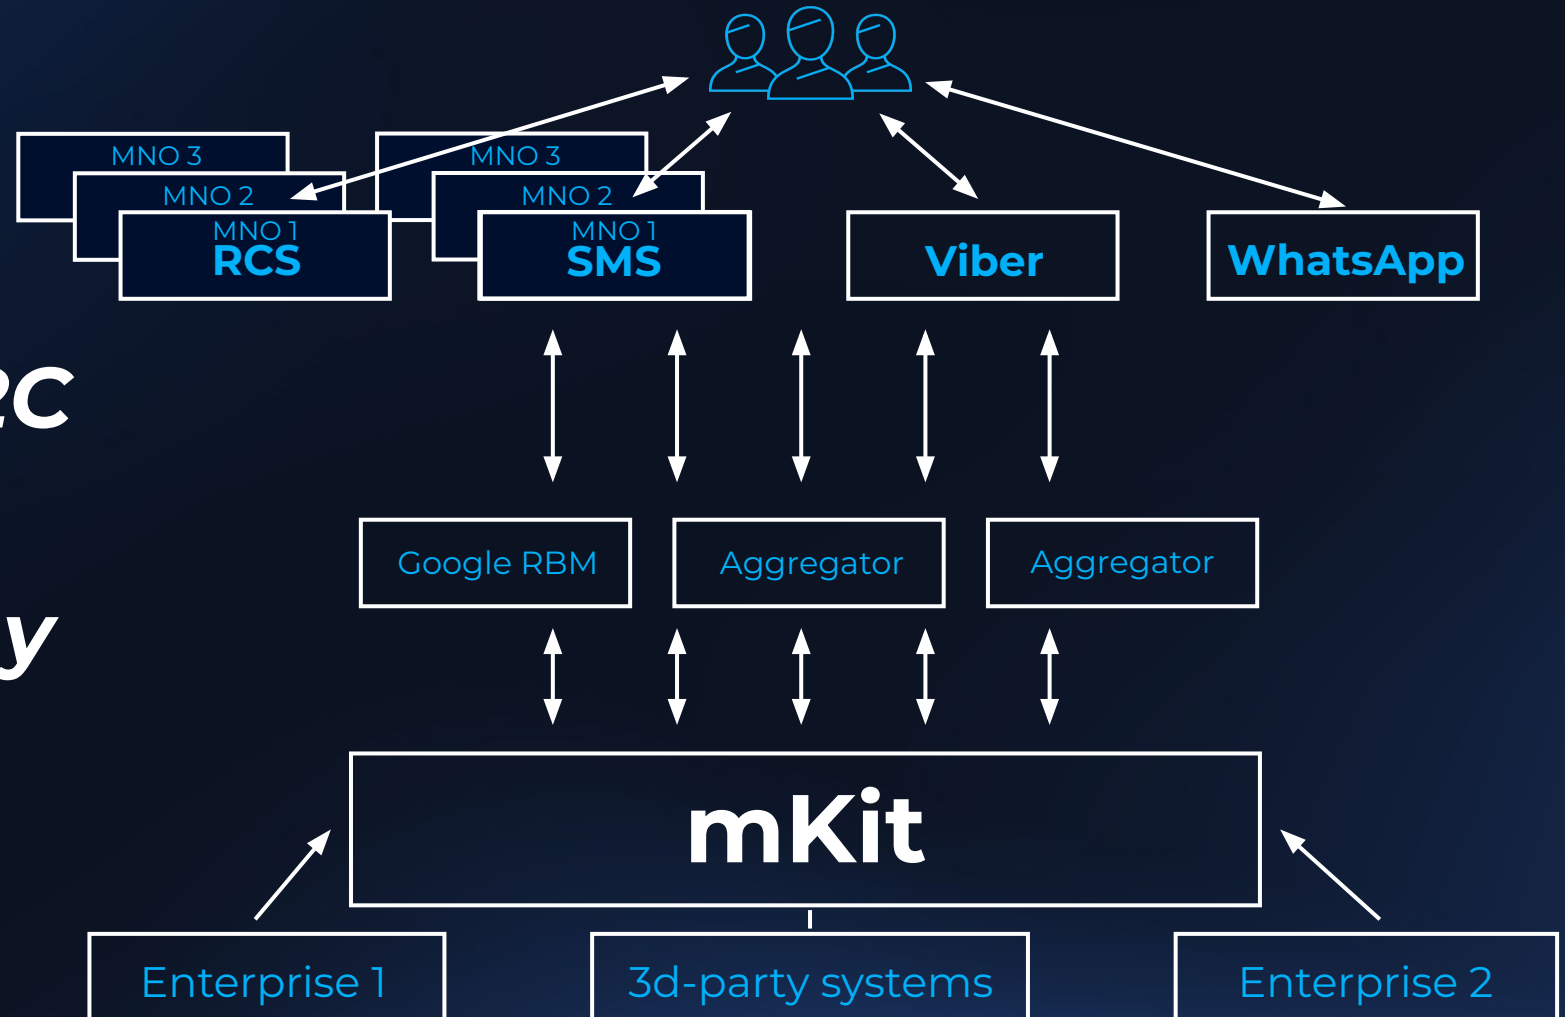 MNO 3
MNO 2
MNO 1
RCS
MNO 3
MNO 2
MNO 1
SMS
Viber
WhatsApp
Google RBM
Aggregator
Aggregator
mKit
Enterprise 1
3d-party systems
Enterprise 2